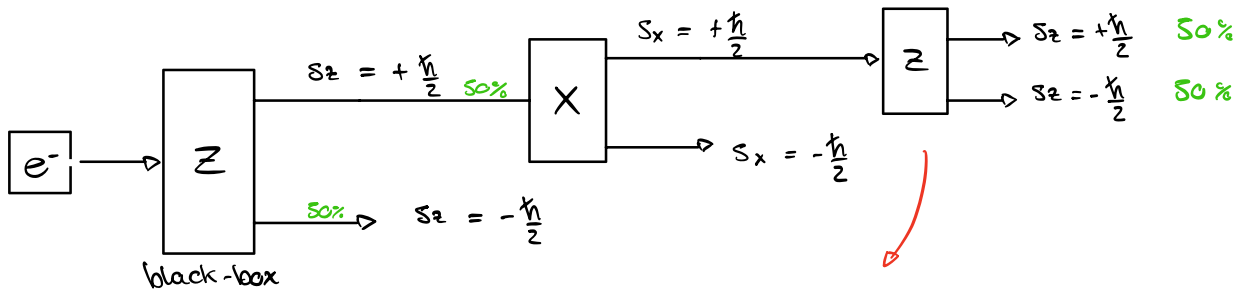 e⁻
Z
black-box
Sz = + ħ/2 50%
50% Sz = - ħ/2
X
Sx = + ħ/2
Sx = - ħ/2
Z
Sz = + ħ/2 50%
Sz = - ħ/2 50%